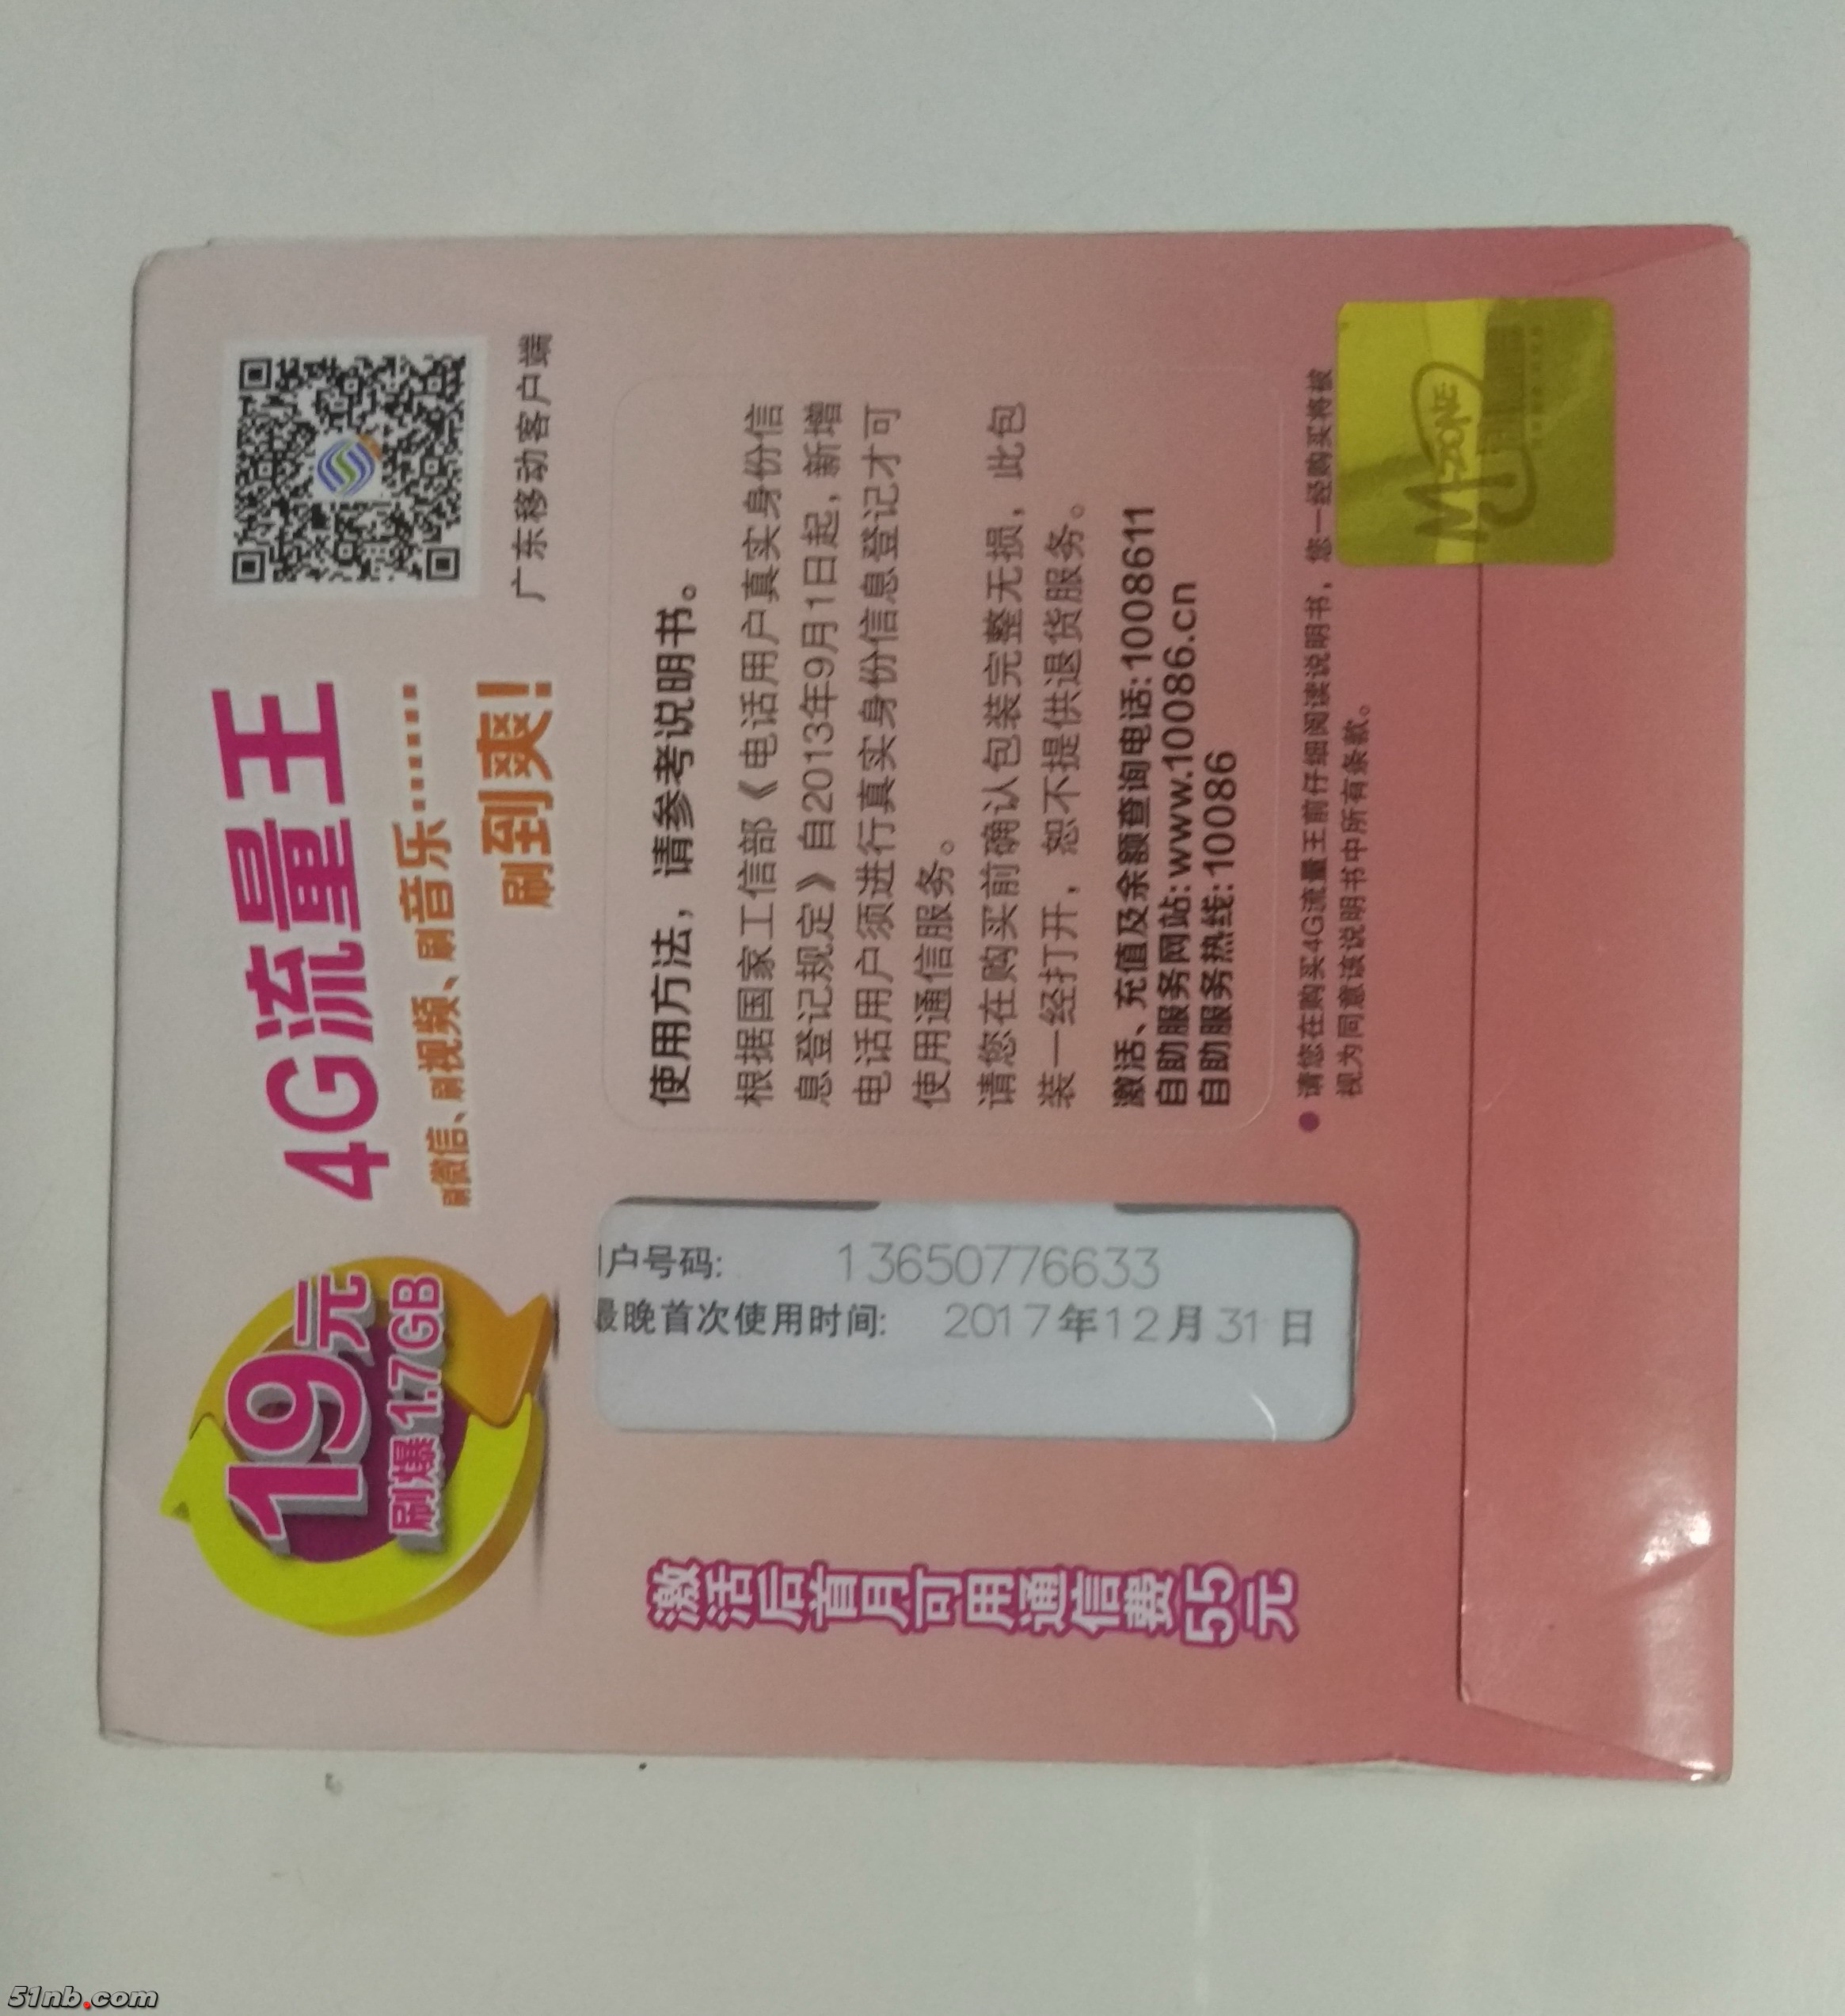 19元
刷爆1.7GB
4G流量王
刷微信、刷视频、刷音乐……
刷到爽！
广东移动客户端
激活后首月可用通信费55元
户号码: 13650776633
最晚首次使用时间: 2017年12月31日
使用方法，请参考说明书。
根据国家工信部《电话用户真实身份信
息登记规定》自2013年9月1日起，新增
电话用户须进行真实身份信息登记才可
使用通信服务。
请您在购买前确认包装完整无损，此包
装一经打开，恕不提供退货服务。
激活、充值及余额查询电话:1008611
自助服务网站:www.10086.cn
自助服务热线:10086
●请您在购买4G流量王前仔细阅读说明书，您一经购买将被
视为同意该说明书中所有条款。
M-ZONE
51nb.com